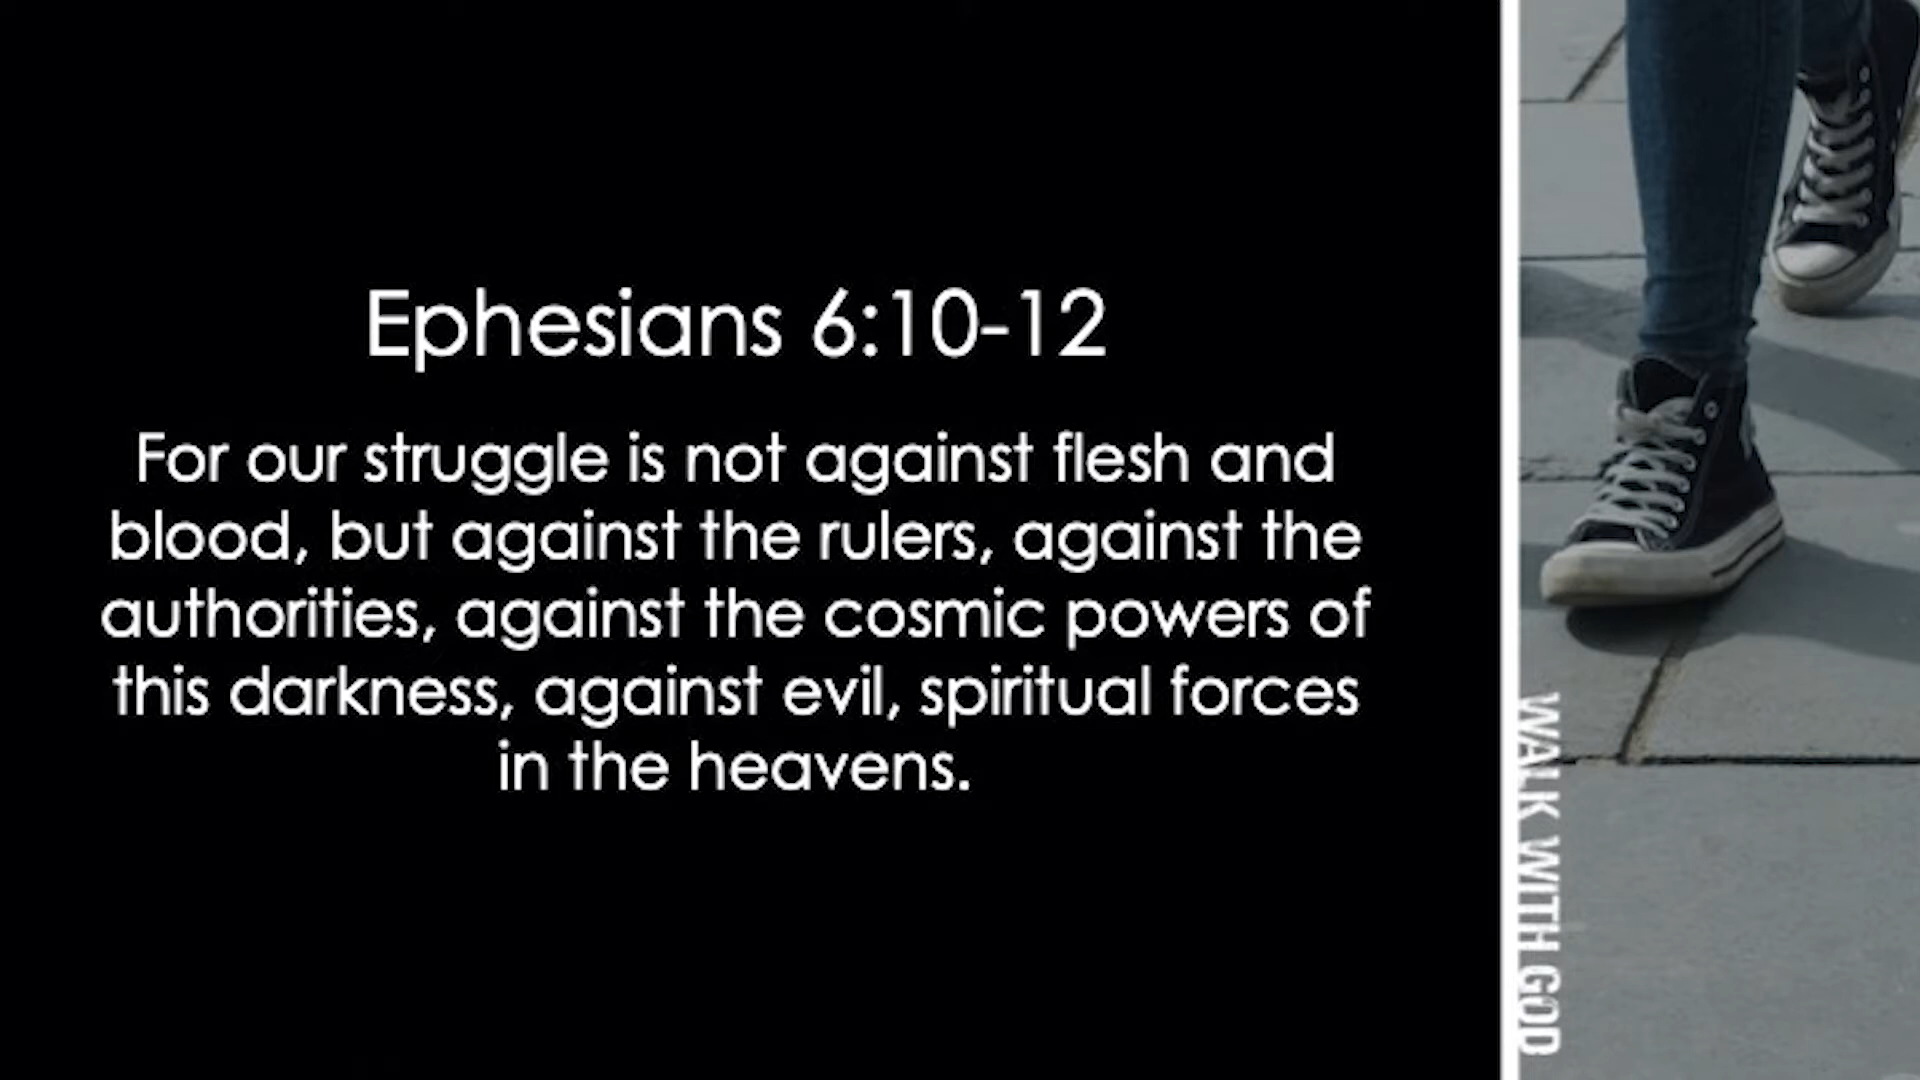 Ephesians 6:10-12
For our struggle is not against flesh and
blood, but against the rulers, against the
authorities, against the cosmic powers of
this darkness, against evil, spiritual forces
in the heavens.
WALK WITH GOD